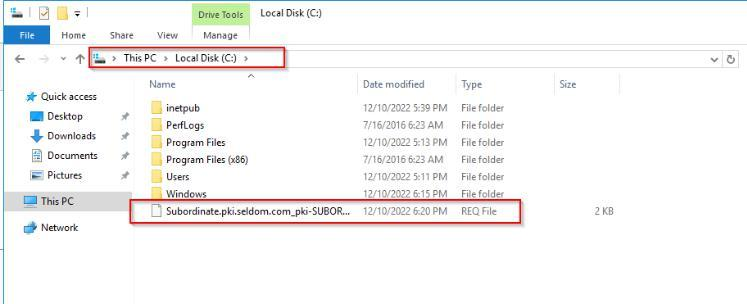 Drive Tools Local Disk (C:)
File Home Share View Manage
This PC > Local Disk (C:) >
Name Date modified Type Size
Quick access
Desktop
Downloads
Documents
Pictures
This PC
Network
inetpub 12/10/2022 5:39 PM File folder
PerfLogs 7/16/2016 6:23 AM File folder
Program Files 12/10/2022 5:13 PM File folder
Program Files (x86) 7/16/2016 6:23 AM File folder
Users 12/10/2022 5:11 PM File folder
Windows 12/10/2022 6:15 PM File folder
Subordinate.pki.seldom.com_pki-SUBOR... 12/10/2022 6:20 PM REQ File 2 KB